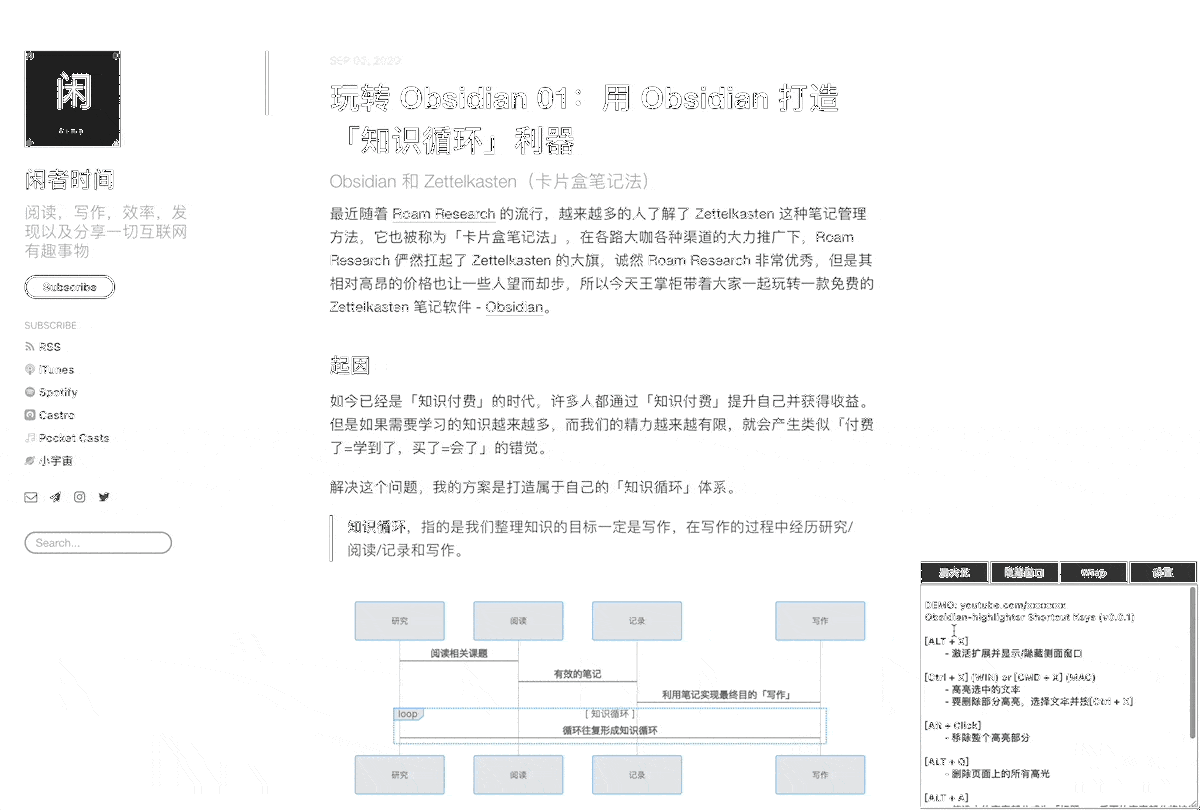 闲
闲者时间
阅读，写作，效率，发
现以及分享一切互联网
有趣事物
Subscribe
SUBSCRIBE
RSS
iTunes
Spotify
Castro
Pocket Casts
小宇宙
Search...
SEP 03, 2020
玩转 Obsidian 01：用 Obsidian 打造
「知识循环」利器
Obsidian 和 Zettelkasten（卡片盒笔记法）
最近随着 Roam Research 的流行，越来越多的人了解了 Zettelkasten 这种笔记管理
方法，它也被称为「卡片盒笔记法」，在各路大咖各种渠道的大力推广下，Roam
Research 俨然扛起了 Zettelkasten 的大旗，诚然 Roam Research 非常优秀，但是其
相对高昂的价格也让一些人望而却步，所以今天王掌柜带着大家一起玩转一款免费的
Zettelkasten 笔记软件 - Obsidian。
起因
如今已经是「知识付费」的时代，许多人都通过「知识付费」提升自己并获得收益。
但是如果需要学习的知识越来越多，而我们的精力越来越有限，就会产生类似「付费
了=学到了，买了=会了」的错觉。
解决这个问题，我的方案是打造属于自己的「知识循环」体系。
知识循环，指的是我们整理知识的目标一定是写作，在写作的过程中经历研究/
阅读/记录和写作。
研究 阅读 记录 写作
阅读相关课题
有效的笔记
利用笔记实现最终目的「写作」
loop [ 知识循环 ]
循环往复形成知识循环
研究 阅读 记录 写作
DEMO: youtube.com/xxxxxxx
Obsidian-highlighter Shortcut Keys (v0.0.1)
[ALT + X]
- 激活扩展并显示/隐藏侧面窗口
[Ctrl + X] (WIN) or [CMD + X] (MAC)
- 高亮选中的文本
- 要删除部分高亮，选择文本并按[Ctrl + X]
[Alt + Click]
- 移除整个高亮部分
[ALT + Q]
- 删除页面上的所有高光
[ALT + A]